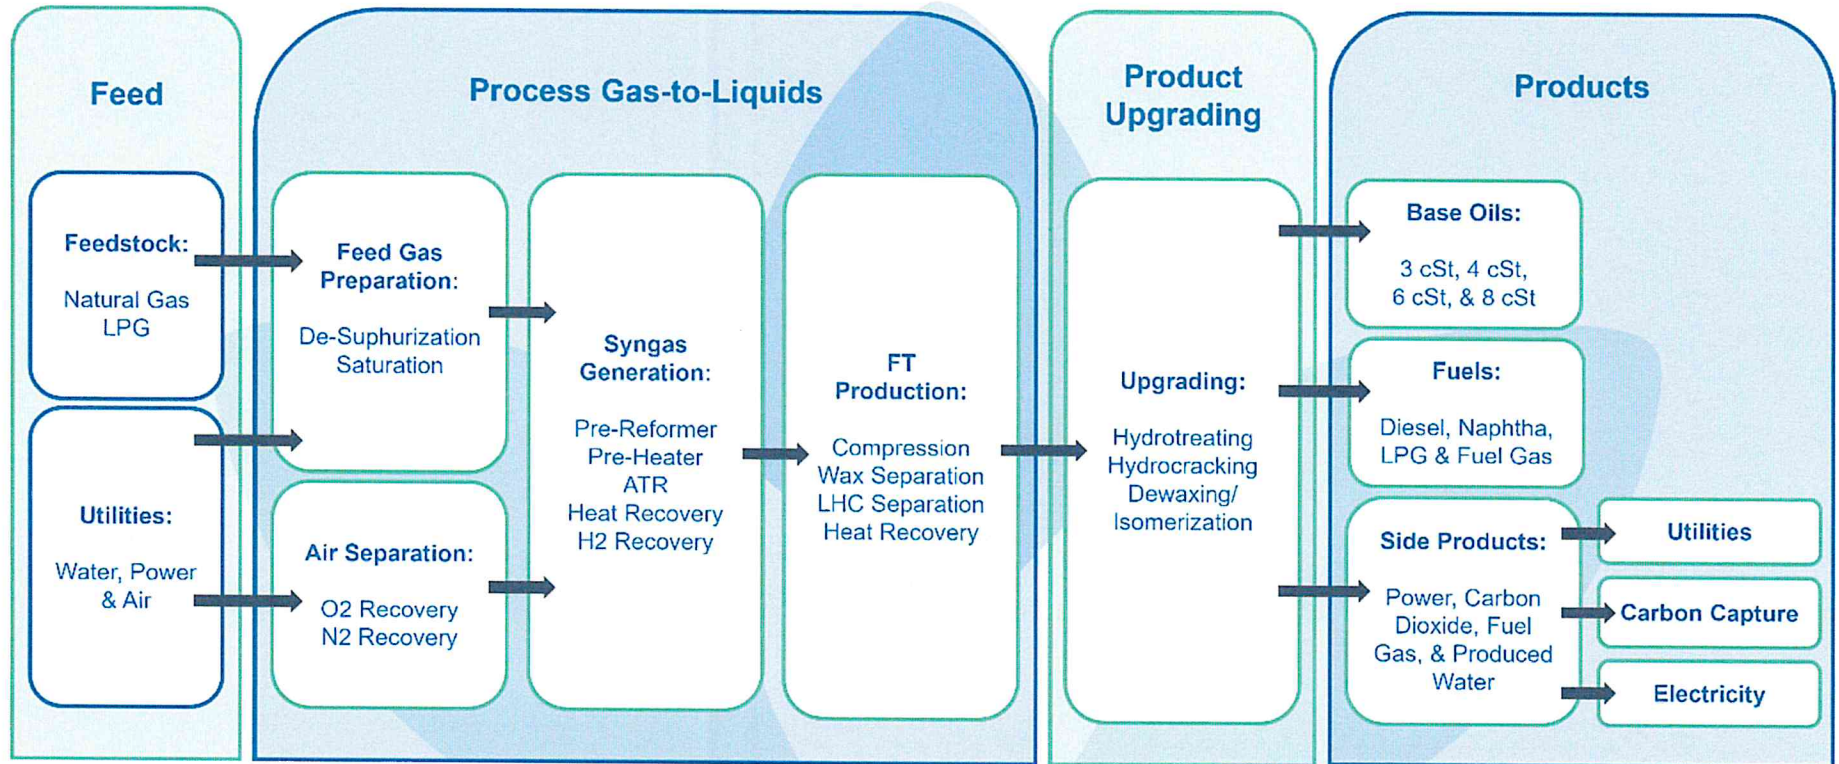 Feed
Process Gas-to-Liquids
Product
Upgrading
Products
Feedstock:
Natural Gas
LPG
Utilities:
Water, Power
& Air
Feed Gas
Preparation:
De-Suphurization
Saturation
Air Separation:
O2 Recovery
N2 Recovery
Syngas
Generation:
Pre-Reformer
Pre-Heater
ATR
Heat Recovery
H2 Recovery
FT
Production:
Compression
Wax Separation
LHC Separation
Heat Recovery
Upgrading:
Hydrotreating
Hydrocracking
Dewaxing/
Isomerization
Base Oils:
3 cSt, 4 cSt,
6 cSt, & 8 cSt
Fuels:
Diesel, Naphtha,
LPG & Fuel Gas
Side Products:
Power, Carbon
Dioxide, Fuel
Gas, & Produced
Water
Utilities
Carbon Capture
Electricity